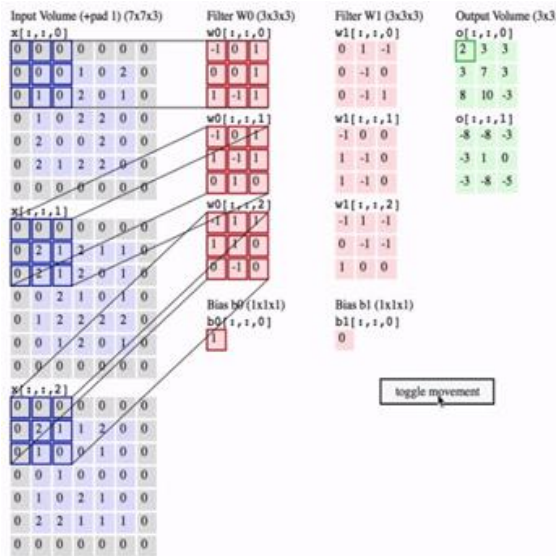 Input Volume (+pad 1) (7x7x3)
x[:,:,0]
0 0 0 0 0 0 0
0 0 0 1 0 2 0
0 1 0 2 0 1 0
0 1 0 2 2 0 0
0 2 0 0 2 0 0
0 2 1 2 2 0 0
0 0 0 0 0 0 0
x[:,:,1]
0 0 0 0 0 0 0
0 2 1 2 1 1 0
0 2 1 2 0 1 0
0 0 2 1 0 1 0
0 1 2 2 2 2 0
0 0 1 2 0 1 0
0 0 0 0 0 0 0
x[:,:,2]
0 0 0 0 0 0 0
0 2 1 1 2 0 0
0 1 0 0 1 0 0
0 0 1 0 0 0 0
0 1 0 2 1 0 0
0 2 2 1 1 1 0
0 0 0 0 0 0 0
Filter W0 (3x3x3)
w0[:,:,0]
-1 0 1
0 0 1
1 -1 1
w0[:,:,1]
-1 0 1
1 -1 1
0 1 0
w0[:,:,2]
-1 1 1
1 1 0
0 -1 0
Bias b0 (1x1x1)
b0[:,:,0]
1
Filter W1 (3x3x3)
w1[:,:,0]
0 1 -1
0 -1 0
0 -1 1
w1[:,:,1]
-1 0 0
1 -1 0
1 -1 0
w1[:,:,2]
-1 1 -1
0 -1 -1
1 0 0
Bias b1 (1x1x1)
b1[:,:,0]
0
Output Volume (3x3
o[:,:,0]
2 3 3
3 7 3
8 10 -3
o[:,:,1]
-8 -8 -3
-3 1 0
-3 -8 -5
toggle movement